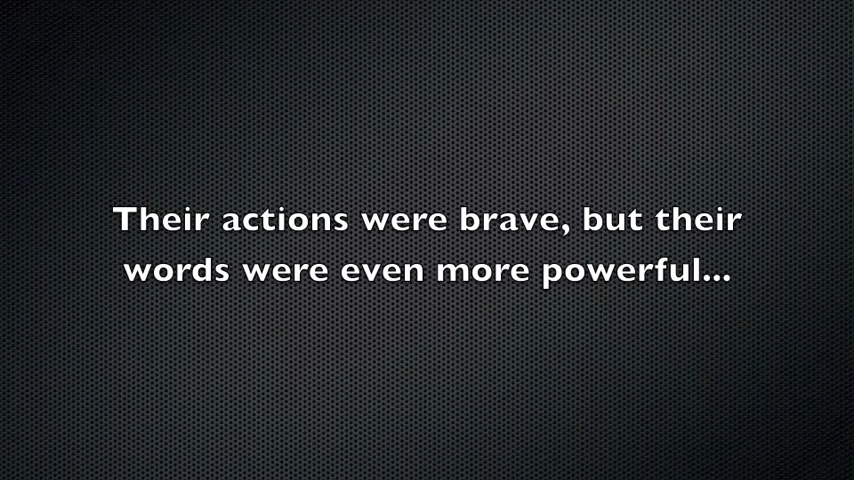 Their actions were brave, but their
words were even more powerful...